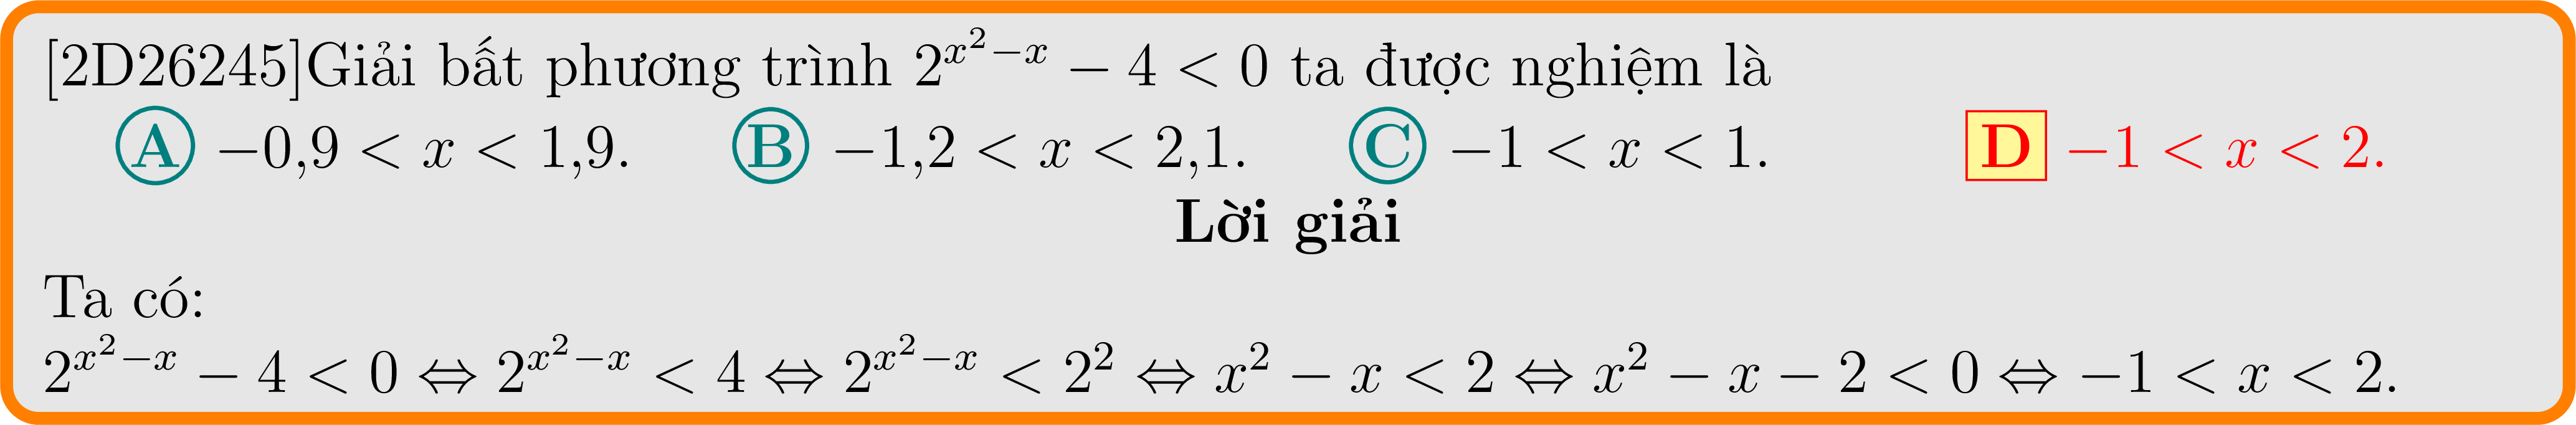 [2D26245]Giải bất phương trình $2^{x^2-x} - 4 < 0$ ta được nghiệm là
A $-0{,}9 < x < 1{,}9$. B $-1{,}2 < x < 2{,}1$. C $-1 < x < 1$. D $-1 < x < 2$.
Lời giải
Ta có:
$2^{x^2-x} - 4 < 0 \Leftrightarrow 2^{x^2-x} < 4 \Leftrightarrow 2^{x^2-x} < 2^2 \Leftrightarrow x^2 - x < 2 \Leftrightarrow x^2 - x - 2 < 0 \Leftrightarrow -1 < x < 2$.